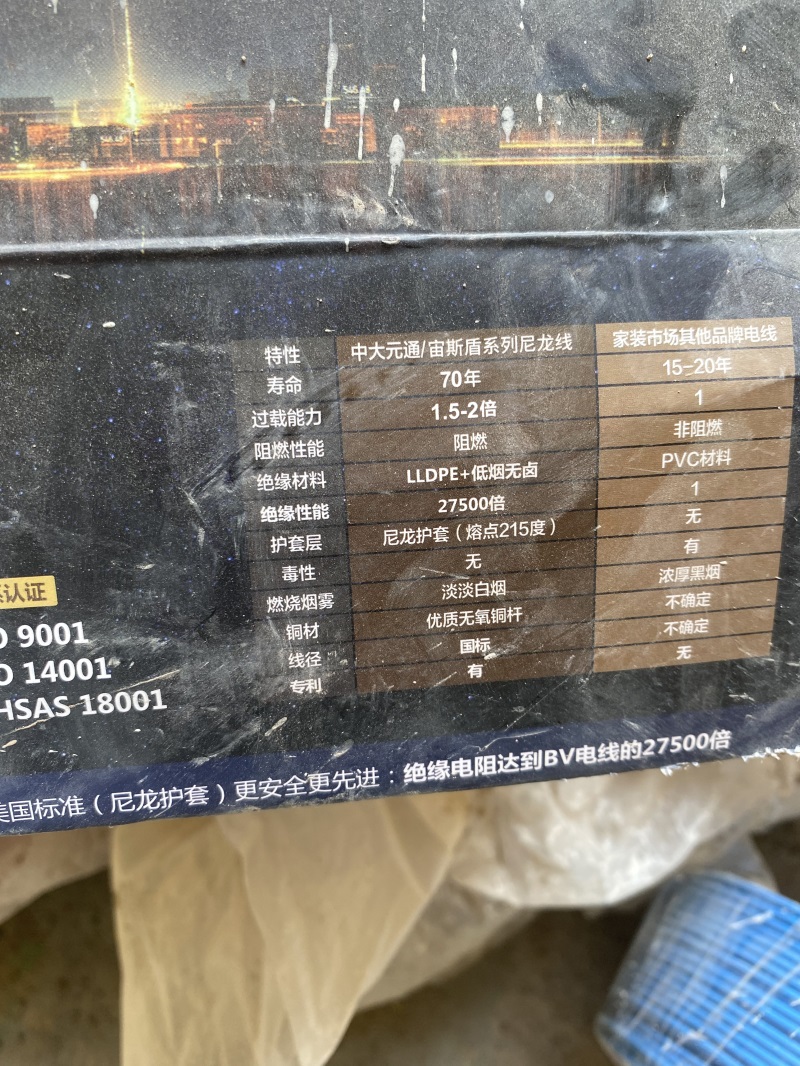 特性 中大元通/宙斯盾系列尼龙线 家装市场其他品牌电线
寿命 70年 15-20年
过载能力 1.5-2倍 1
阻燃性能 阻燃 非阻燃
绝缘材料 LLDPE+低烟无卤 PVC材料
绝缘性能 27500倍 1
护套层 尼龙护套（熔点215度） 无
毒性 无 有
燃烧烟雾 淡淡白烟 浓厚黑烟
铜材 优质无氧铜杆 不确定
线径 国标 不确定
专利 有 无
认证
9001
14001
HSAS 18001
美国标准（尼龙护套）更安全更先进：绝缘电阻达到BV电线的27500倍